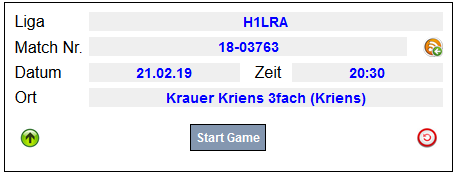 Liga H1LRA
Match Nr. 18-03763
Datum 21.02.19 Zeit 20:30
Ort Krauer Kriens 3fach (Kriens)
Start Game